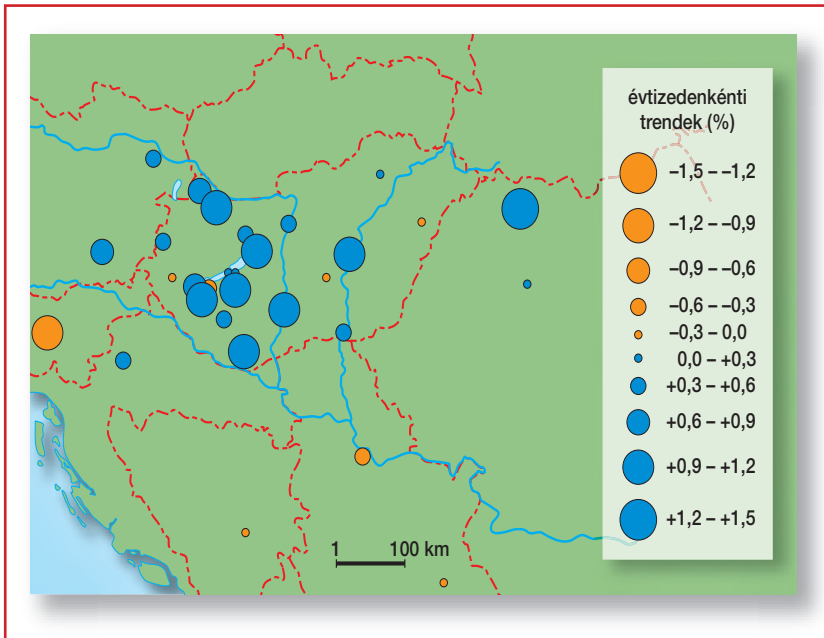 évtizedenkénti
trendek (%)
–1,5 – –1,2
–1,2 – –0,9
–0,9 – –0,6
–0,6 – –0,3
–0,3 – 0,0
0,0 – +0,3
+0,3 – +0,6
+0,6 – +0,9
+0,9 – +1,2
+1,2 – +1,5
1 100 km